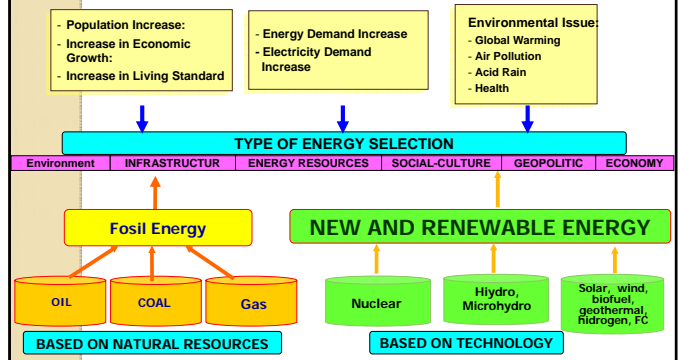 - Population Increase:
- Increase in Economic
Growth:
- Increase in Living Standard
- Energy Demand Increase
- Electricity Demand
Increase
Environmental Issue:
- Global Warming
- Air Pollution
- Acid Rain
- Health
TYPE OF ENERGY SELECTION
Environment
INFRASTRUCTUR
ENERGY RESOURCES
SOCIAL-CULTURE
GEOPOLITIC
ECONOMY
Fosil Energy
NEW AND RENEWABLE ENERGY
OIL
COAL
Gas
Nuclear
Hiydro,
Microhydro
Solar, wind,
biofuel,
geothermal,
hidrogen, FC
BASED ON NATURAL RESOURCES
BASED ON TECHNOLOGY